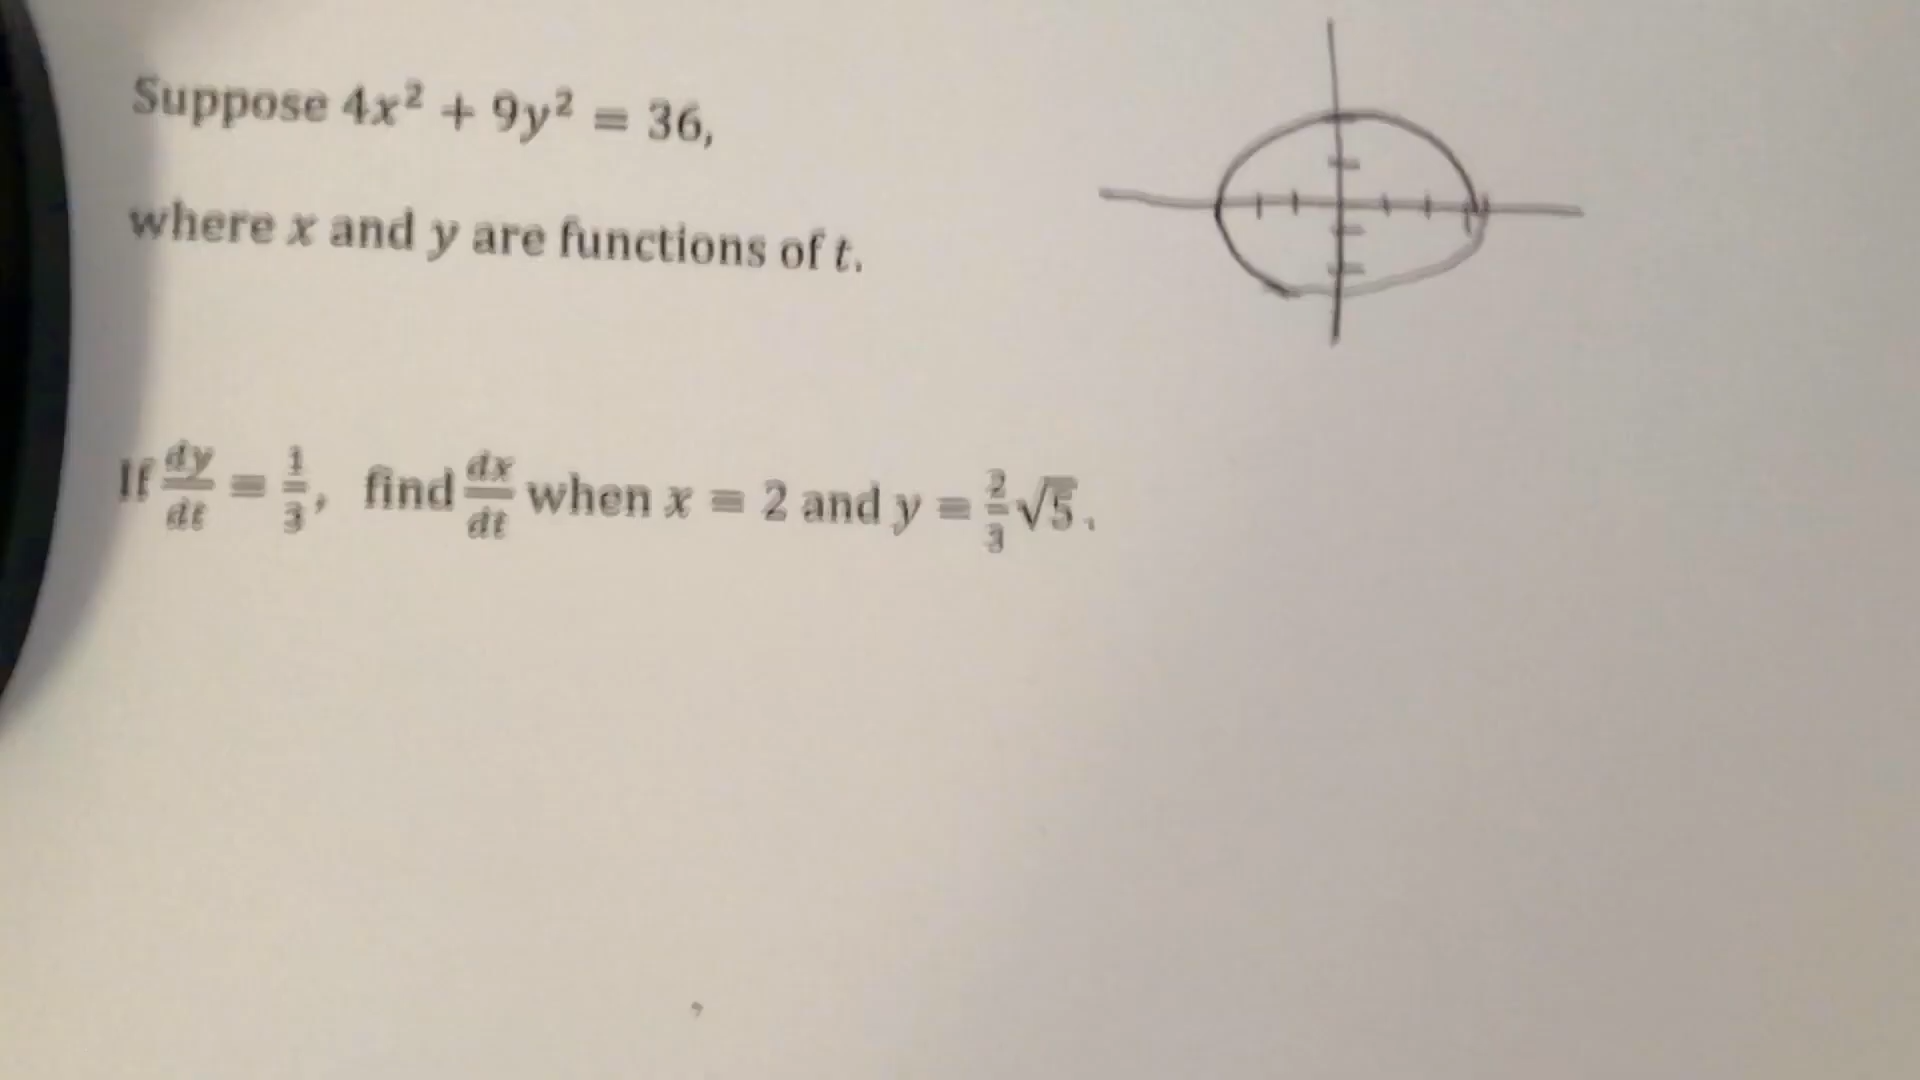 Suppose 4x² + 9y² = 36,
where x and y are functions of t.
If dy/dt = 1/3, find dx/dt when x = 2 and y = 2/3 √5.